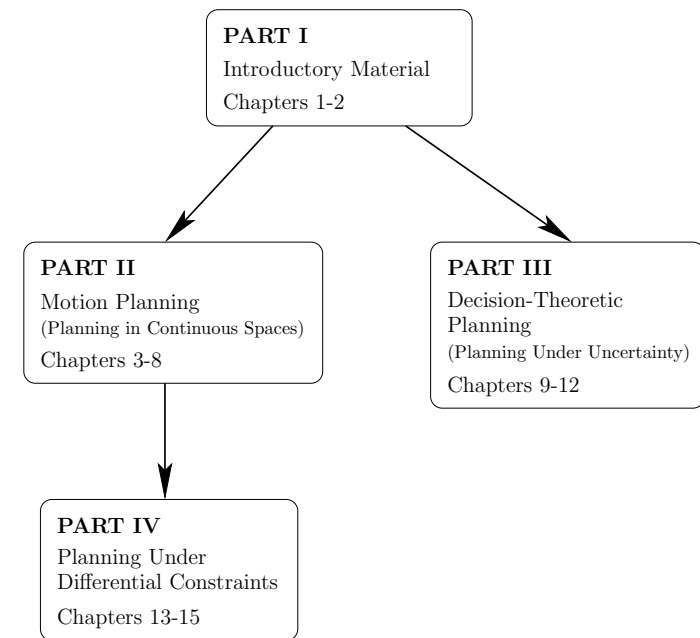 PART I
Introductory Material
Chapters 1-2
PART II
Motion Planning
(Planning in Continuous Spaces)
Chapters 3-8
PART III
Decision-Theoretic
Planning
(Planning Under Uncertainty)
Chapters 9-12
PART IV
Planning Under
Differential Constraints
Chapters 13-15